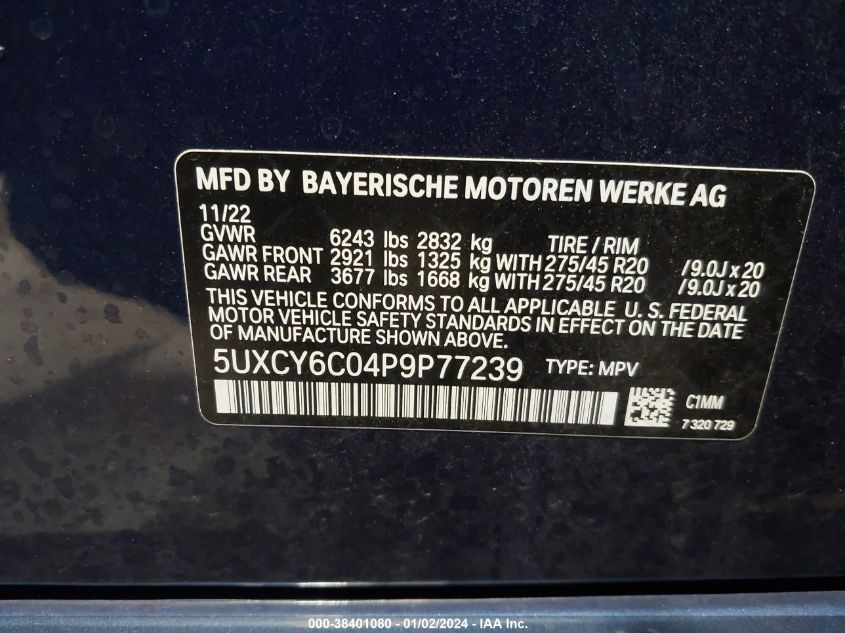 MFD BY BAYERISCHE MOTOREN WERKE AG
11/22
GVWR 6243 lbs 2832 kg TIRE / RIM
GAWR FRONT 2921 lbs 1325 kg WITH 275/45 R20 /9.0J x 20
GAWR REAR 3677 lbs 1668 kg WITH 275/45 R20 /9.0J x 20
THIS VEHICLE CONFORMS TO ALL APPLICABLE U. S. FEDERAL
MOTOR VEHICLE SAFETY STANDARDS IN EFFECT ON THE DATE
OF MANUFACTURE SHOWN ABOVE.
5UXCY6C04P9P77239 TYPE: MPV
C1MM
7 320 729
000-38401080 - 01/02/2024 - IAA Inc.